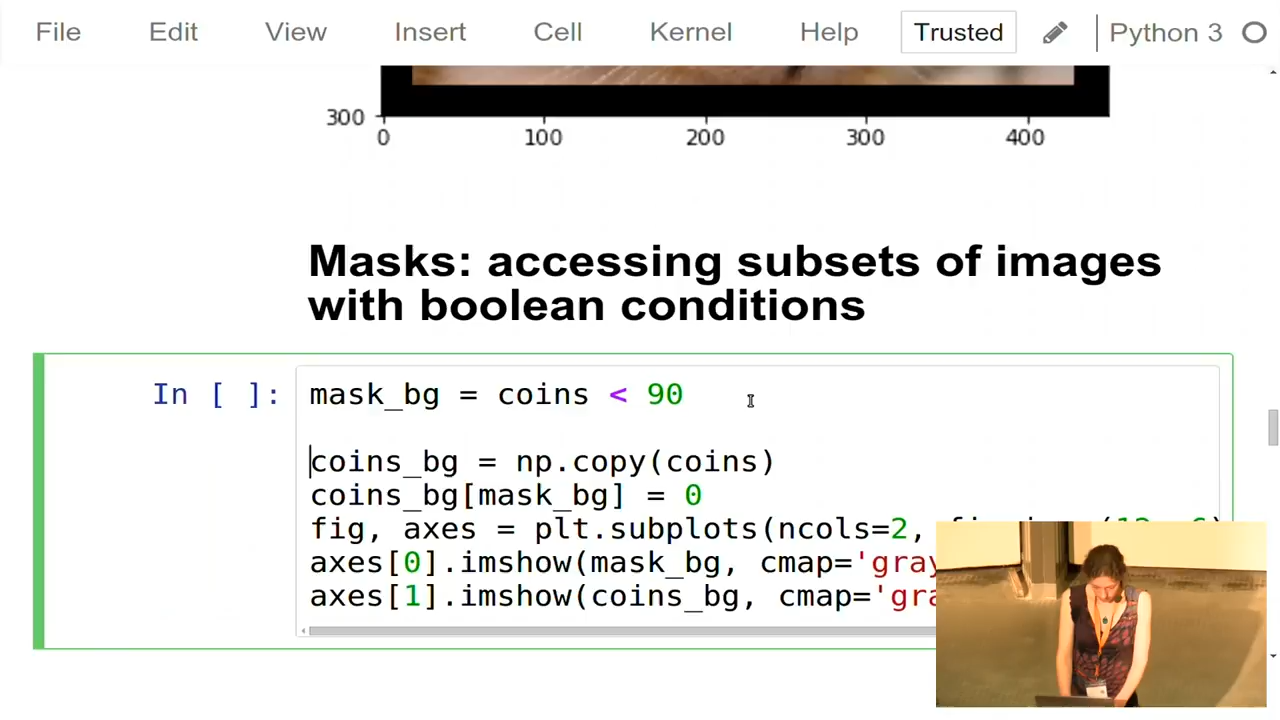 File Edit View Insert Cell Kernel Help Trusted Python 3
300
0 100 200 300 400
Masks: accessing subsets of images
with boolean conditions
In [ ]: mask_bg = coins < 90
coins_bg = np.copy(coins)
coins_bg[mask_bg] = 0
fig, axes = plt.subplots(ncols=2,
axes[0].imshow(mask_bg, cmap='gray
axes[1].imshow(coins_bg, cmap='gra